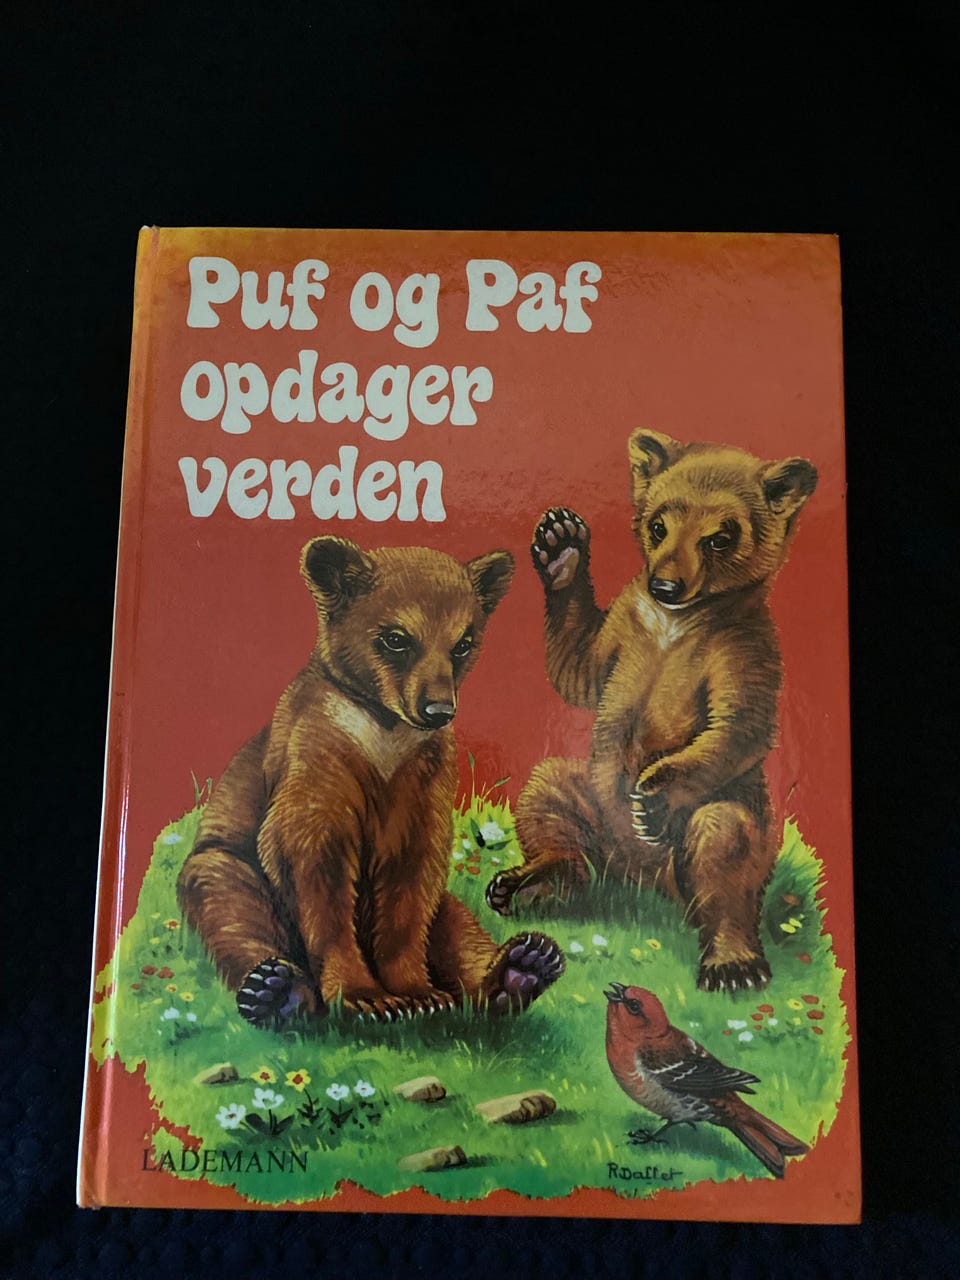 Puf og Paf
opdager
verden
LADEMANN
R Dallet